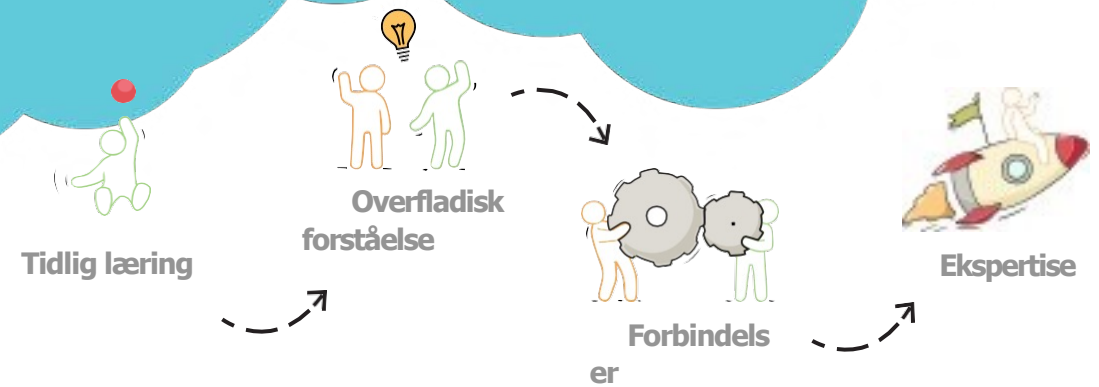 Tidlig læring
Overfladisk
forståelse
Forbindels
er
Ekspertise